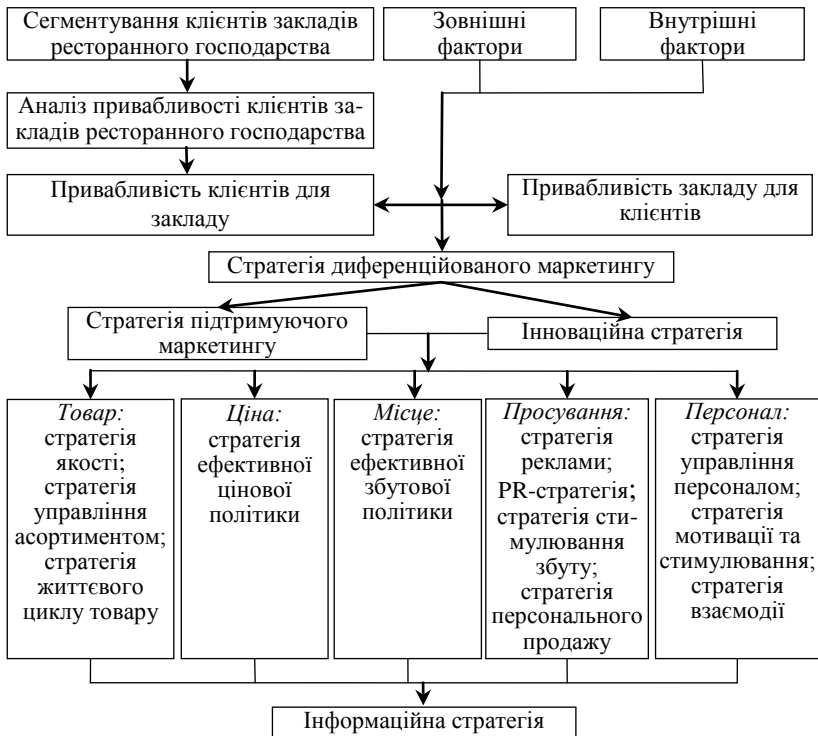 Сегментування клієнтів закладів
ресторанного господарства
Зовнішні
фактори
Внутрішні
фактори
Аналіз привабливості клієнтів за-
кладів ресторанного господарства
Привабливість клієнтів для
закладу
Привабливість закладу для
клієнтів
Стратегія диференційованого маркетингу
Стратегія підтримуючого
маркетингу
Інноваційна стратегія
Товар:
стратегія
якості;
стратегія
управління
асортиментом;
стратегія
життєвого
циклу товару
Ціна:
стратегія
ефективної
цінової
політики
Місце:
стратегія
ефективної
збутової
політики
Просування:
стратегія
реклами;
PR-стратегія;
стратегія сти-
мулювання
збуту;
стратегія
персонального
продажу
Персонал:
стратегія
управління
персоналом;
стратегія
мотивації та
стимулювання;
стратегія
взаємодії
Інформаційна стратегія